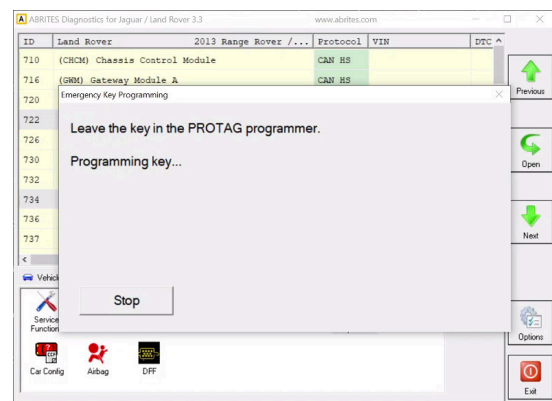 ABRITES Diagnostics for Jaguar / Land Rover 3.3 www.abrites.com
ID Land Rover 2013 Range Rover /... Protocol VIN DTC
710 (CHCM) Chassis Control Module CAN HS
716 (GWM) Gateway Module A CAN HS
Previous
720
Emergency Key Programming
722
Leave the key in the PROTAG programmer.
726
730
Programming key...
Open
732
734
736
Next
737
Stop
Options
Car Config Airbag DPF
Exit